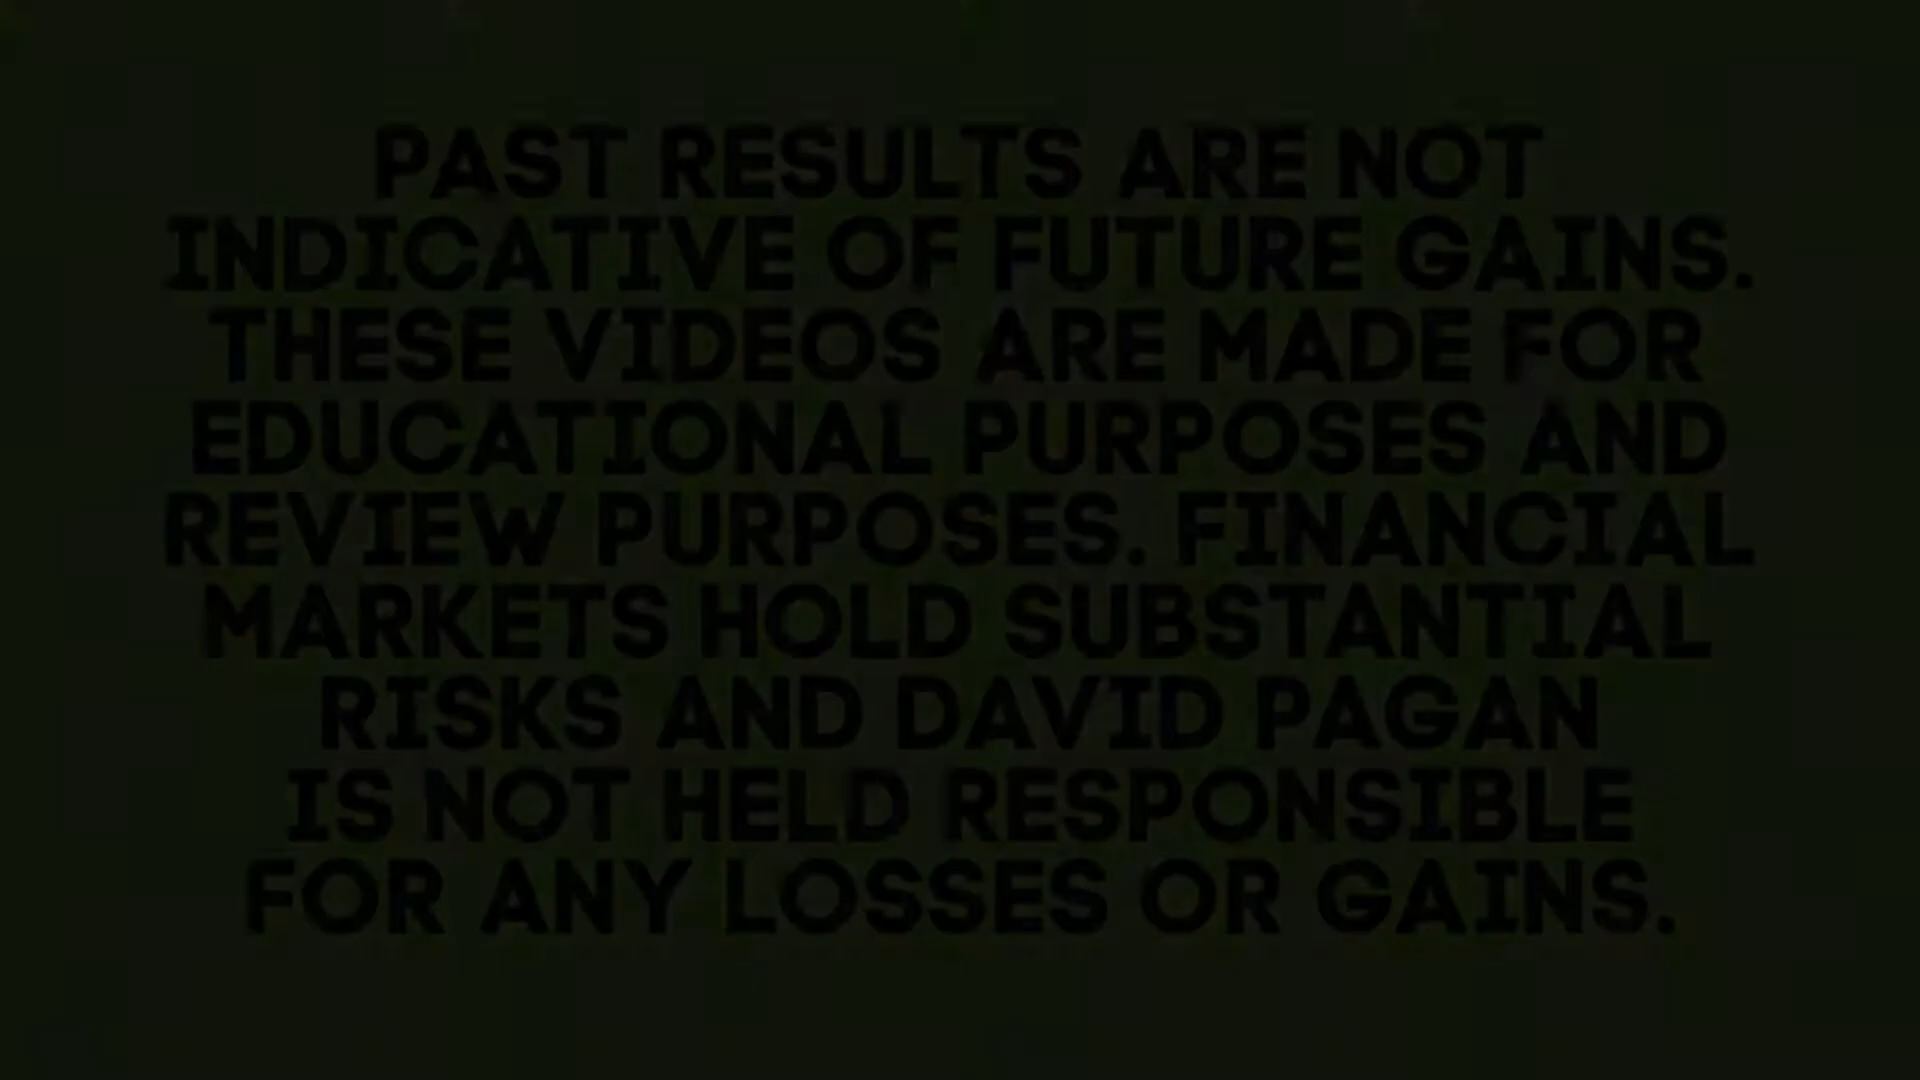 PAST RESULTS ARE NOT
INDICATIVE OF FUTURE GAINS.
THESE VIDEOS ARE MADE FOR
EDUCATIONAL PURPOSES AND
REVIEW PURPOSES. FINANCIAL
MARKETS HOLD SUBSTANTIAL
RISKS AND DAVID PAGAN
IS NOT HELD RESPONSIBLE
FOR ANY LOSSES OR GAINS.